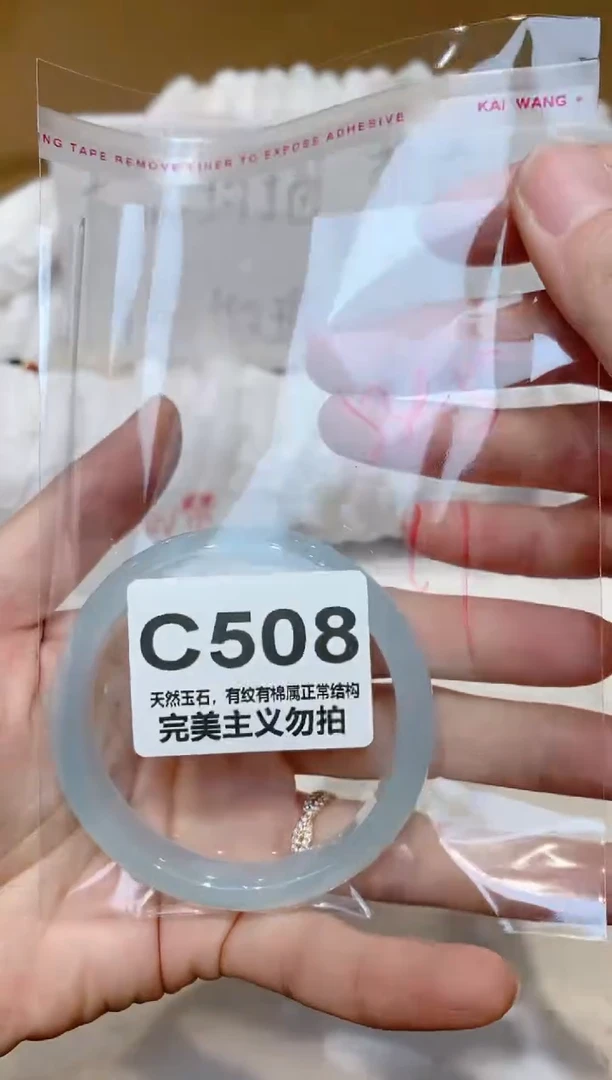 KAI WANG
NG TAPE REMOVE LINER TO EXPOSE ADHESIVE
C508
天然玉石，有纹有棉属正常结构
完美主义勿拍